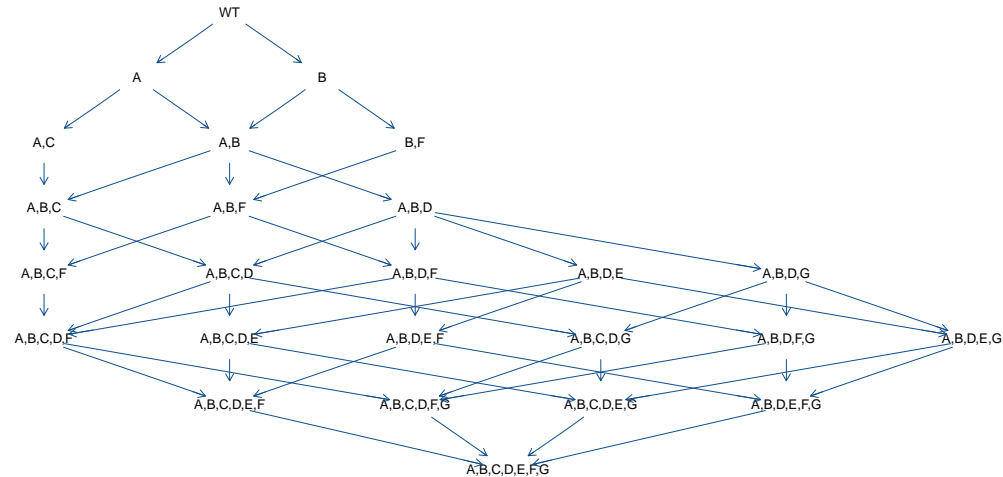 WT
A
B
A,C
A,B
B,F
A,B,C
A,B,F
A,B,D
A,B,C,F
A,B,C,D
A,B,D,F
A,B,D,E
A,B,D,G
A,B,C,D,F
A,B,C,D,E
A,B,D,E,F
A,B,C,D,G
A,B,D,F,G
A,B,D,E,G
A,B,C,D,E,F
A,B,C,D,F,G
A,B,C,D,E,G
A,B,D,E,F,G
A,B,C,D,E,F,G